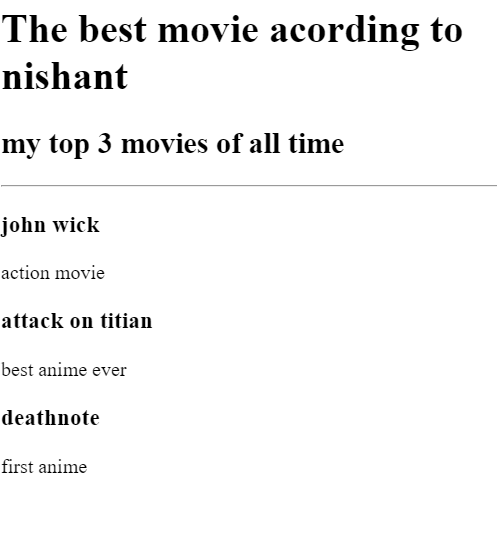 The best movie acording to
nishant
my top 3 movies of all time
john wick
action movie
attack on titian
best anime ever
deathnote
first anime